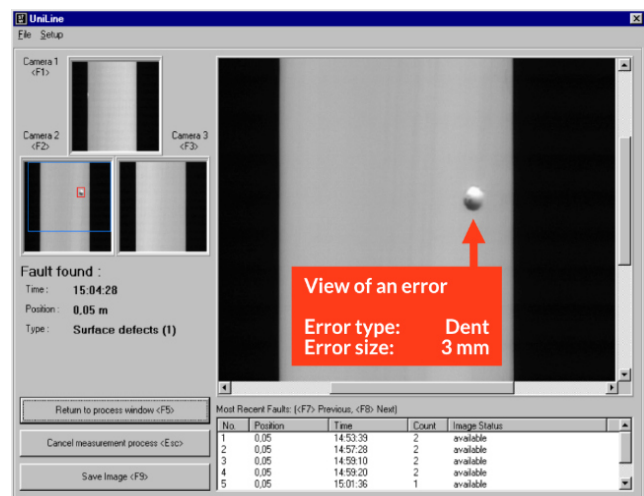 UniLine
File Setup
Camera 1
<F1>
Camera 2
<F2>
Camera 3
<F3>
Fault found :
Time : 15:04:28
Position : 0,05 m
Type : Surface defects (1)
View of an error
Error type: Dent
Error size: 3 mm
Return to process window <F5>
Cancel measurement process <Esc>
Save Image <F9>
Most Recent Faults: (<F7> Previous, <F8> Next)
No. Position Time Count Image Status
1 0,05 14:53:39 2 available
2 0,05 14:57:28 2 available
3 0,05 14:59:10 2 available
4 0,05 14:59:20 2 available
5 0,05 15:01:36 1 available